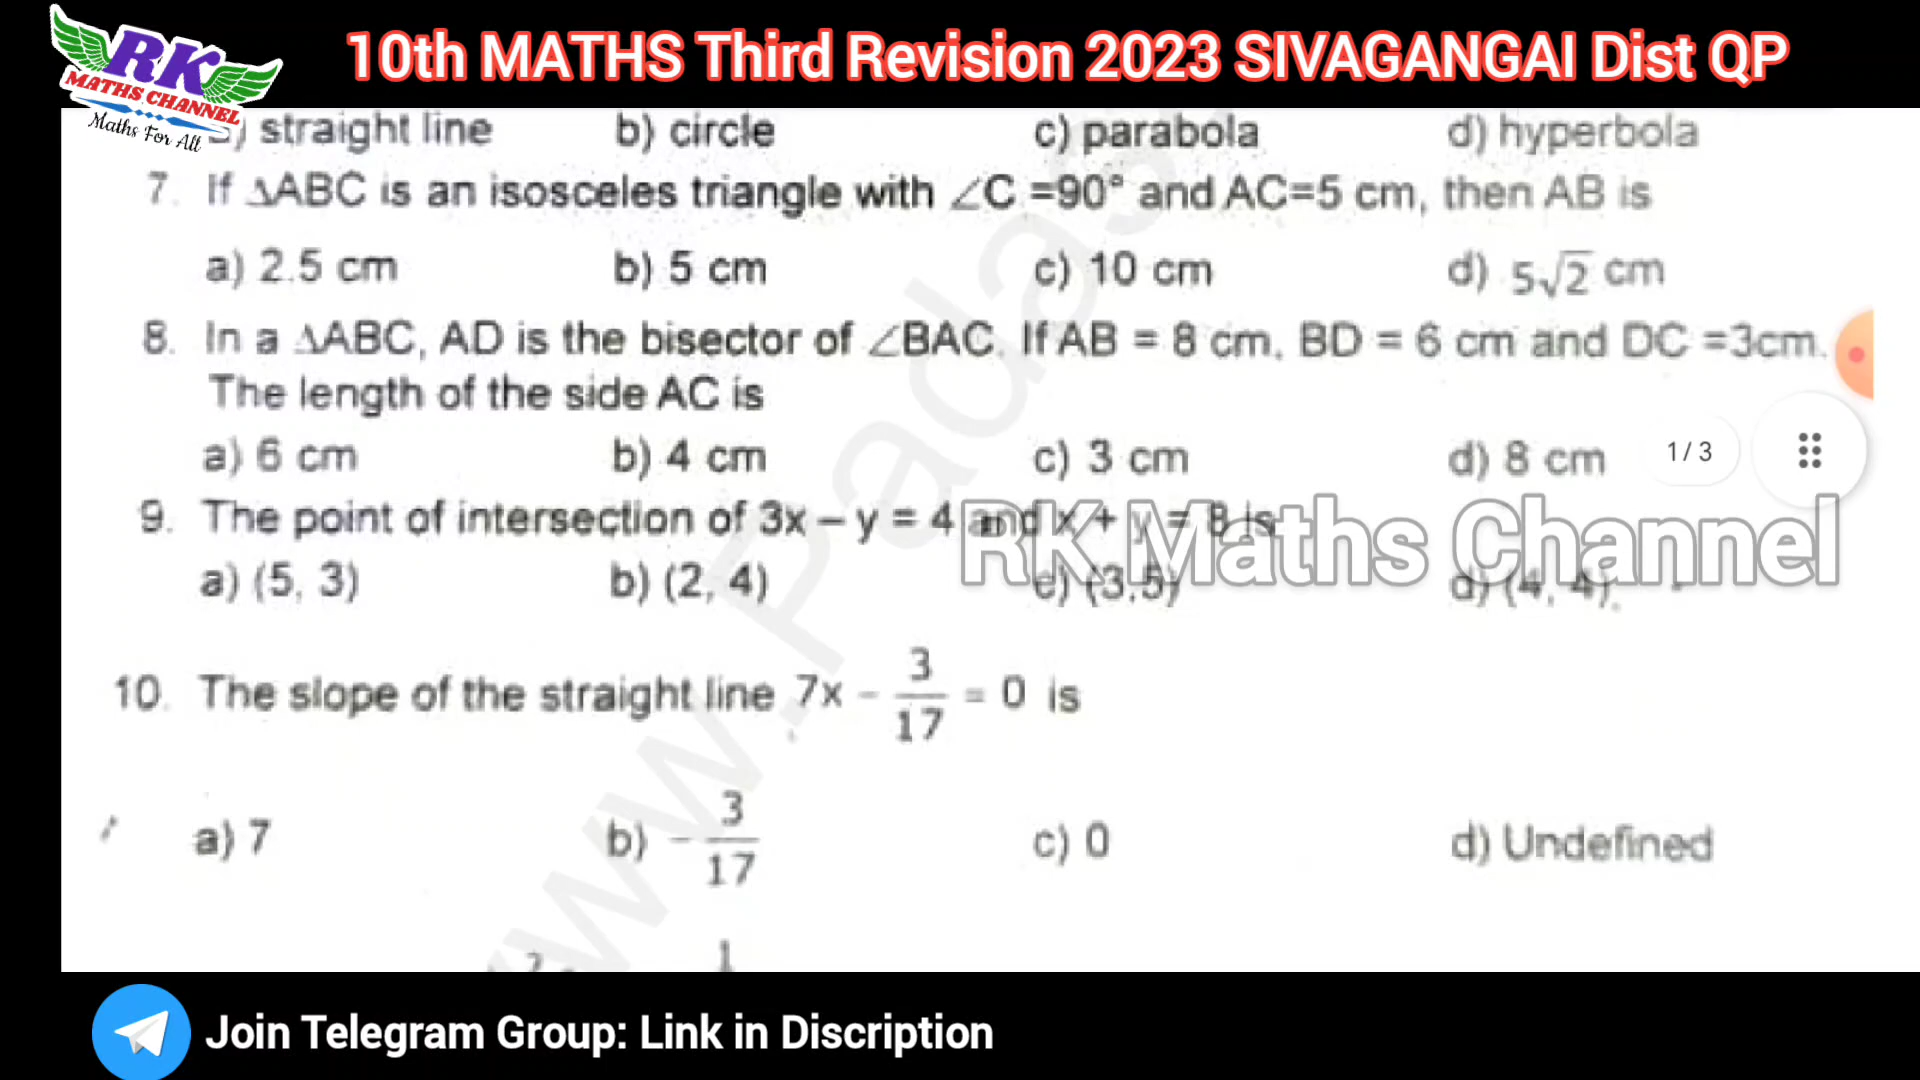 RK
MATHS CHANNEL
Maths For All
10th MATHS Third Revision 2023 SIVAGANGAI Dist QP
) straight line b) circle c) parabola d) hyperbola
7. If ΔABC is an isosceles triangle with ∠C =90° and AC=5 cm, then AB is
a) 2.5 cm b) 5 cm c) 10 cm d) 5√2 cm
8. In a ΔABC, AD is the bisector of ∠BAC. If AB = 8 cm, BD = 6 cm and DC =3cm.
The length of the side AC is
a) 6 cm b) 4 cm c) 3 cm d) 8 cm
1 / 3
9. The point of intersection of 3x – y = 4 and x + y = 8 is
RK Maths Channel
a) (5, 3) b) (2, 4) c) (3,5) d) (4, 4)
10. The slope of the straight line 7x - 3/17 = 0 is
a) 7 b) - 3/17 c) 0 d) Undefined
Join Telegram Group: Link in Discription